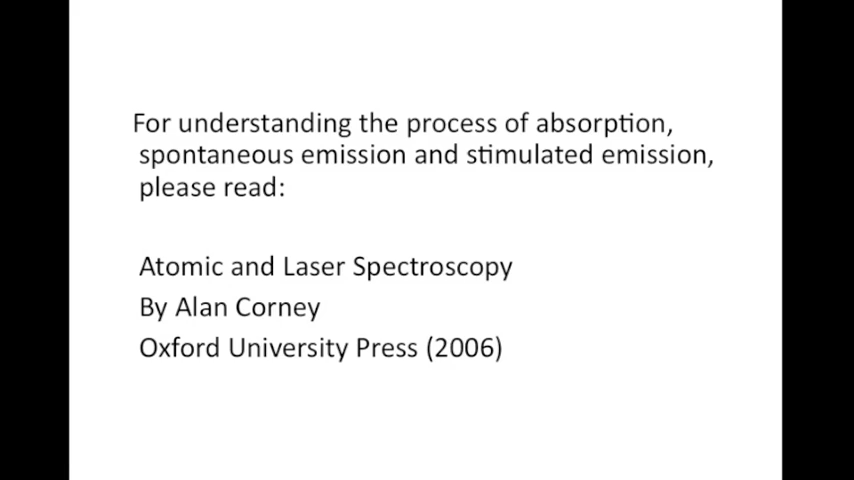 For understanding the process of absorption,
spontaneous emission and stimulated emission,
please read:
Atomic and Laser Spectroscopy
By Alan Corney
Oxford University Press (2006)